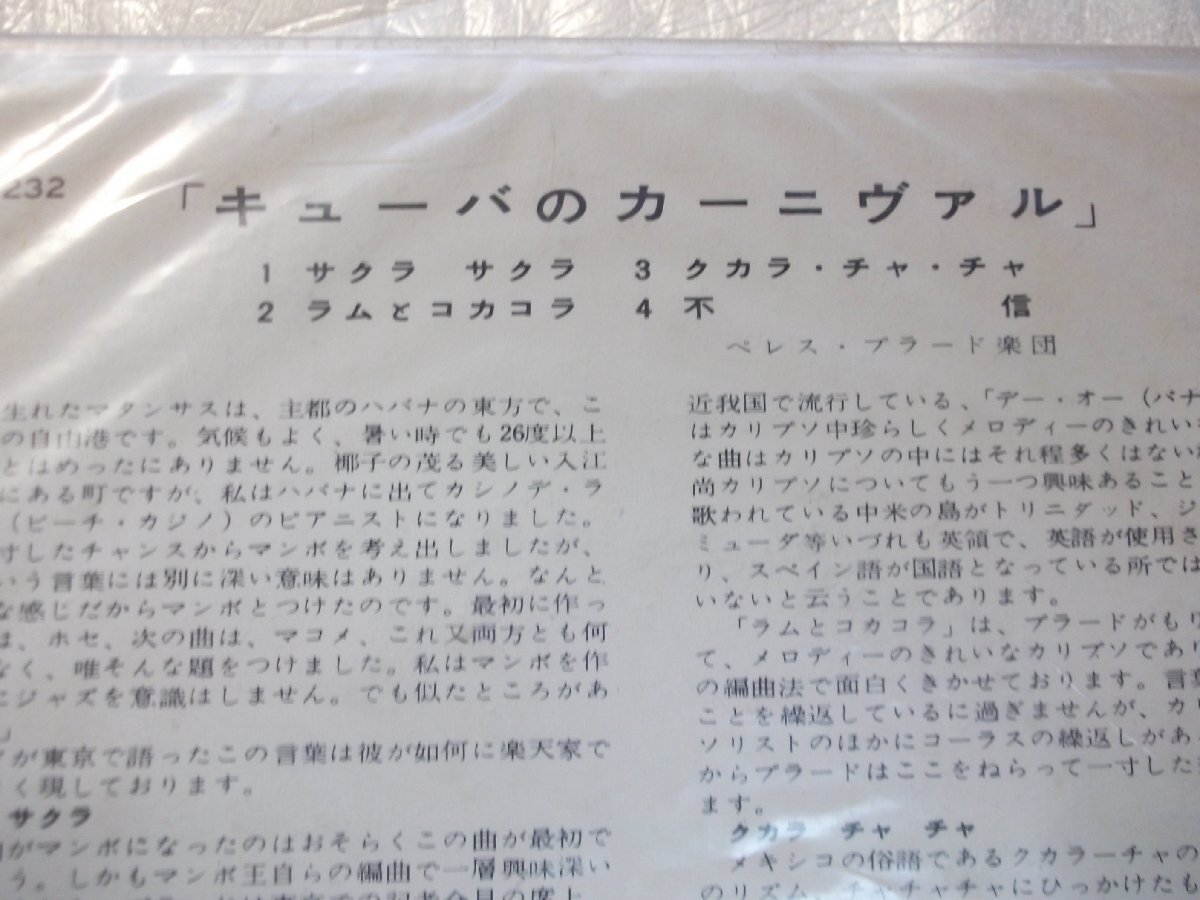 232
「キューバのカーニヴァル」
1 サクラ サクラ 3 クカラ・チャ・チャ
2 ラムとコカコラ 4 不信
ペレス・プラード楽団
生れたマタンサスは、主都のハバナの東方で、こ
の自由港です。気候もよく、暑い時でも26度以上
とはめったにありません。椰子の茂る美しい入江
にある町ですが、私はハバナに出てカシノデ・ラ
(ビーチ・カジノ)のピアニストになりました。
寸したチャンスからマンボを考え出しましたが、
いう言葉には別に深い意味はありません。なんと
な感じだからマンボとつけたのです。最初に作っ
は、ホセ、次の曲は、マコメ、これ又両方とも何
なく、唯そんな題をつけました。私はマンボを作
にジャズを意識はしません。でも似たところがあ
」
が東京で語ったこの言葉は彼が如何に楽天家で
く現しております。
サクラ
がマンボになったのはおそらくこの曲が最初で
う。しかもマンボ王自らの編曲で一層興味深い
近我国で流行している、「デー・オー(バナ
はカリプソ中珍らしくメロディーのきれいな
な曲はカリプソの中にはそれ程多くはない
尚カリプソについてもう一つ興味あること
歌われている中米の島がトリニダッド、ジ
ミューダ等いづれも英領で、英語が使用さ
り、スペイン語が国語となっている所では
いないと云うことであります。
「ラムとコカコラ」は、プラードがもり
て、メロディーのきれいなカリプソであり
の編曲法で面白くきかせております。言葉
ことを繰返しているに過ぎませんが、カリ
ソリストのほかにコーラスの繰返しがあ
からプラードはここをねらって一寸した
ます。
クカラ チャ チャ
メキシコの俗語であるクカラーチャの
のリズム、チャチャチャにひっかけたも